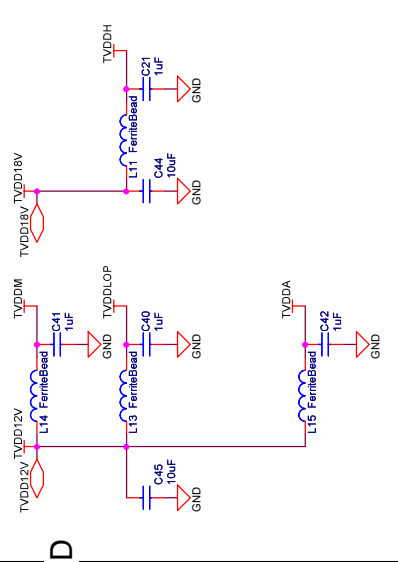 TVDD18V
TVDD18V
L11 FerriteBead
TVDDH
C44
10uF
GND
C21
1uF
GND
TVDD12V
TVDD12V
L14 FerriteBead
TVDDM
C41
1uF
GND
L13 FerriteBead
TVDDLOP
C40
1uF
GND
C45
10uF
GND
L15 FerriteBead
TVDDA
C42
1uF
GND
D